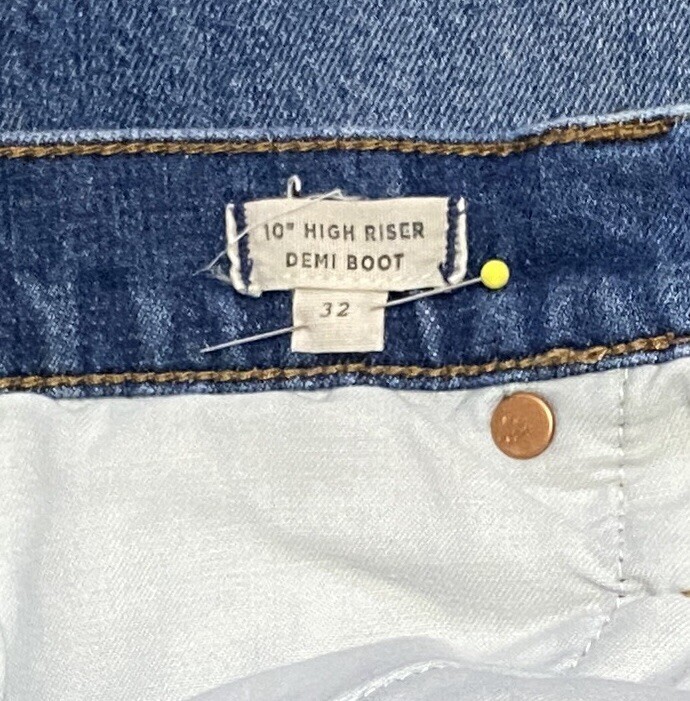 10" HIGH RISER
DEMI BOOT
32